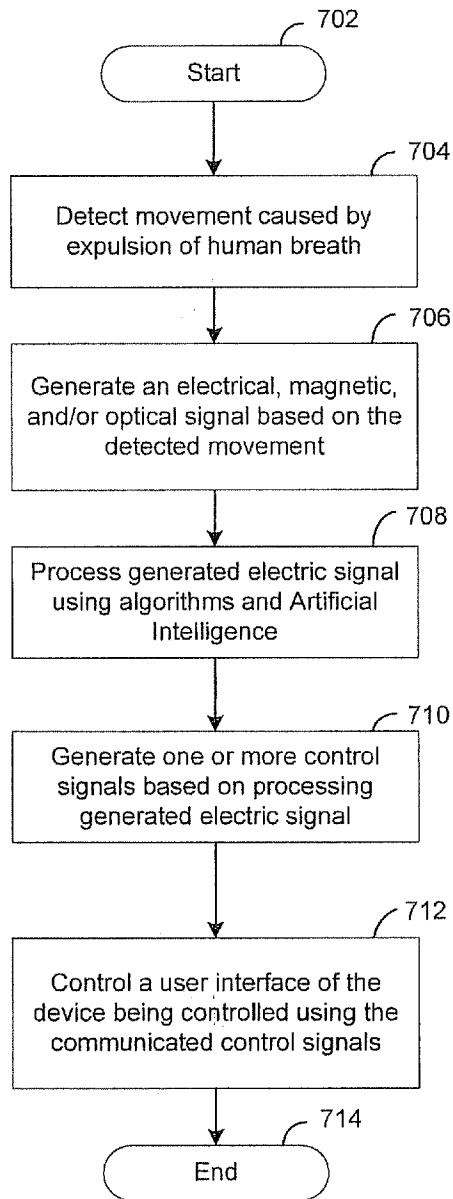 702
Start
704
Detect movement caused by
expulsion of human breath
706
Generate an electrical, magnetic,
and/or optical signal based on the
detected movement
708
Process generated electric signal
using algorithms and Artificial
Intelligence
710
Generate one or more control
signals based on processing
generated electric signal
712
Control a user interface of the
device being controlled using the
communicated control signals
714
End